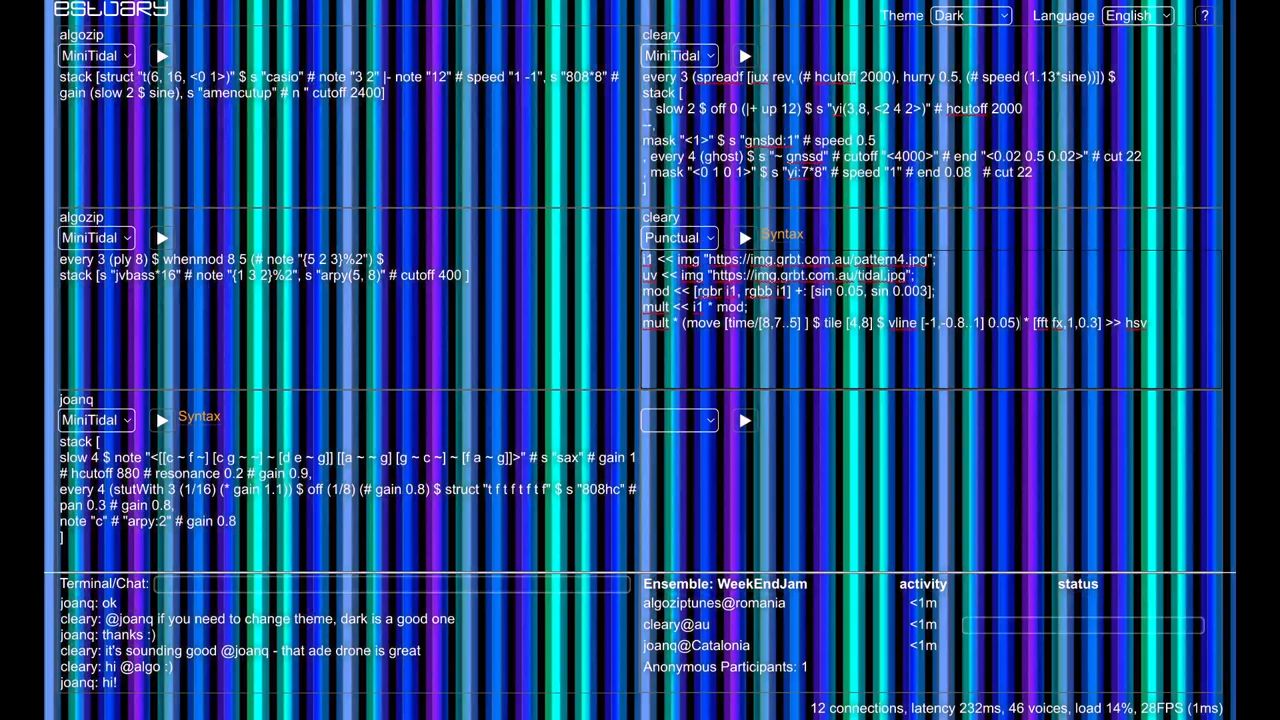 estuary
Theme Dark Language English ?
algozip
MiniTidal
stack [struct "t(6, 16, <0 1>)" $ s "casio" # note "3 2" |- note "12" # speed "1 -1", s "808*8" #
gain (slow 2 $ sine), s "amencutup" # n " cutoff 2400]
cleary
MiniTidal
every 3 (spreadf [jux rev, (# hcutoff 2000), hurry 0.5, (# speed (1.13*sine))]) $
stack [
-- slow 2 $ off 0 (|+ up 12) $ s "yi(3,8, <2 4 2>)" # hcutoff 2000
--,
mask "<1>" $ s "gnsbd:1" # speed 0.5
, every 4 (ghost) $ s "~ gnssd" # cutoff "<4000>" # end "<0.02 0.5 0.02>" # cut 22
, mask "<0 1 0 1>" $ s "yi:7*8" # speed "1" # end 0.08 # cut 22
]
algozip
MiniTidal
every 3 (ply 8) $ whenmod 8 5 (# note "{5 2 3}%2") $
stack [s "jvbass*16" # note "{1 3 2}%2", s "arpy(5, 8)" # cutoff 400 ]
cleary
Punctual Syntax
i1 << img "https://img.grbt.com.au/pattern4.jpg";
uv << img "https://img.grbt.com.au/tidal.jpg";
mod << [rgbr i1, rgbb i1] +: [sin 0.05, sin 0.003];
mult << i1 * mod;
mult * (move [time/[8,7..5] ] $ tile [4,8] $ vline [-1,-0.8..1] 0.05) * [fft fx,1,0.3] >> hsv
joanq
MiniTidal Syntax
stack [
slow 4 $ note "<[[c ~ f ~] [c g ~ ~] ~ [d e ~ g]] [[a ~ ~ g] [g ~ c ~] ~ [f a ~ g]]>" # s "sax" # gain 1
# hcutoff 880 # resonance 0.2 # gain 0.9,
every 4 (stutWith 3 (1/16) (* gain 1.1)) $ off (1/8) (# gain 0.8) $ struct "t f t f t f t f" $ s "808hc" #
pan 0.3 # gain 0.8,
note "c" # "arpy:2" # gain 0.8
]
Terminal/Chat:
joanq: ok
cleary: @joanq if you need to change theme, dark is a good one
joanq: thanks :)
cleary: it's sounding good @joanq - that ade drone is great
cleary: hi @algo :)
joanq: hi!
Ensemble: WeekEndJam activity status
algoziptunes@romania <1m
cleary@au <1m
joanq@Catalonia <1m
Anonymous Participants: 1
12 connections, latency 232ms, 46 voices, load 14%, 28FPS (1ms)